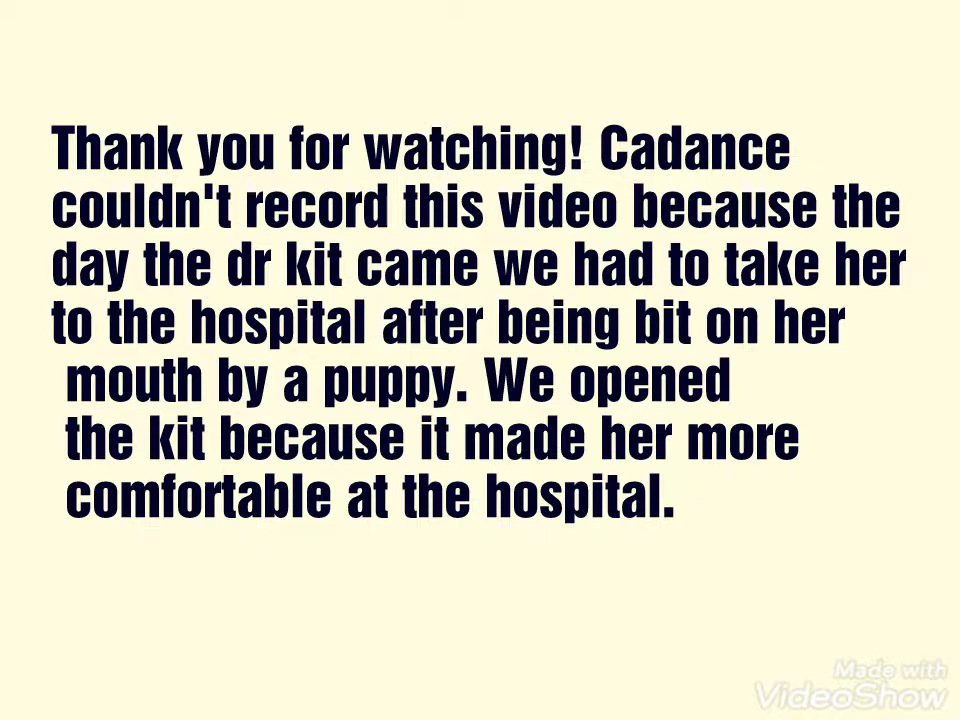 Thank you for watching! Cadance
couldn't record this video because the
day the dr kit came we had to take her
to the hospital after being bit on her
mouth by a puppy. We opened
the kit because it made her more
comfortable at the hospital.
Made with
VideoShow